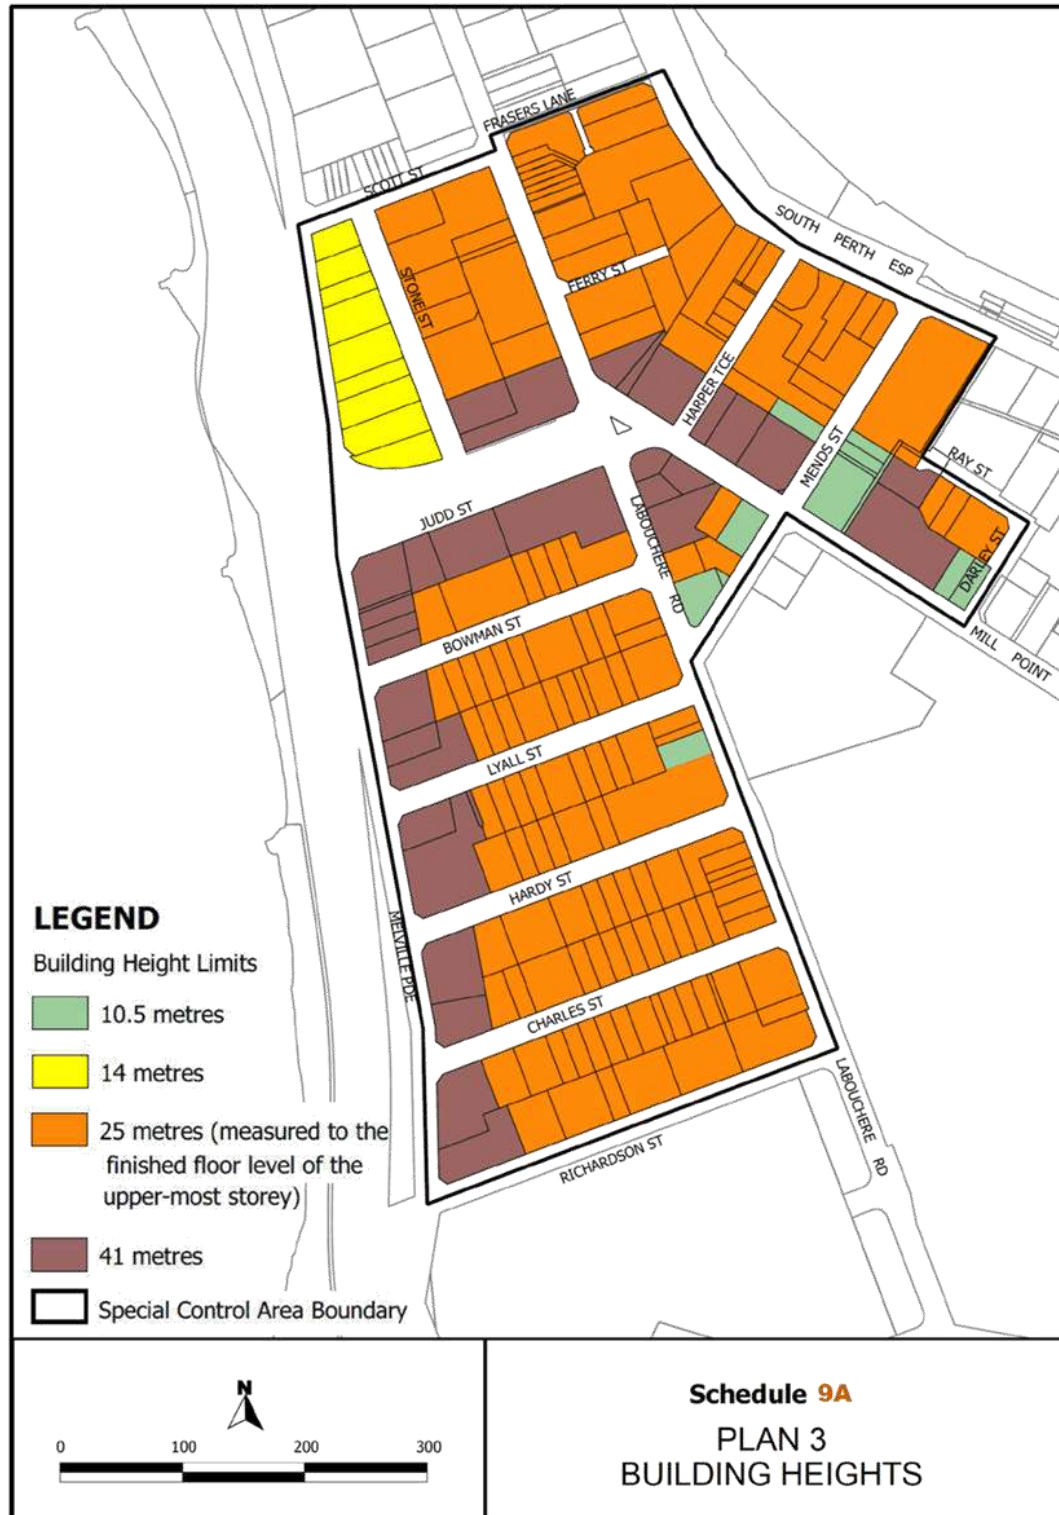 FRASERS LANE
SCOTT ST
SOUTH PERTH ESP
STONE ST
FERRY ST
HARPER TCE
MENDS ST
RAY ST
JUDD ST
LABOUCHERE RD
DARLEY ST
BOWMAN ST
MILL POINT
LYALL ST
HARDY ST
MELVILLE PDE
CHARLES ST
LABOUCHERE RD
RICHARDSON ST
LEGEND
Building Height Limits
10.5 metres
14 metres
25 metres (measured to the
finished floor level of the
upper-most storey)
41 metres
Special Control Area Boundary
N
0 100 200 300
Schedule 9A
PLAN 3
BUILDING HEIGHTS